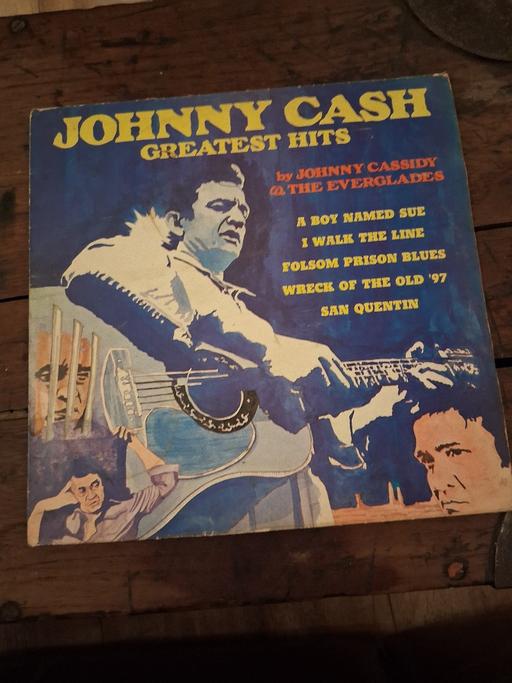 JOHNNY CASH
GREATEST HITS
by JOHNNY CASSIDY
& THE EVERGLADES
A BOY NAMED SUE
I WALK THE LINE
FOLSOM PRISON BLUES
WRECK OF THE OLD '97
SAN QUENTIN